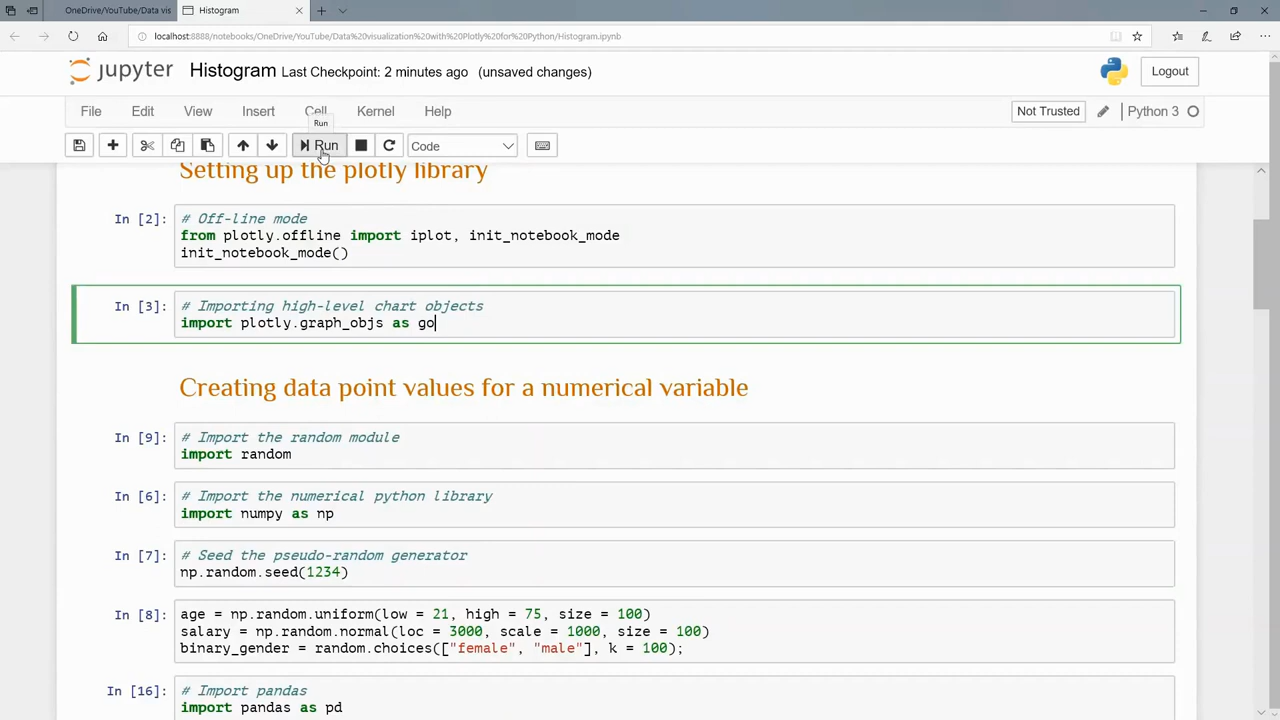 OneDrive/YouTube/Data vis
Histogram
localhost:8888/notebooks/OneDrive/YouTube/Data%20visualization%20with%20Plotly%20for%20Python/Histogram.ipynb
jupyter Histogram Last Checkpoint: 2 minutes ago (unsaved changes)
Logout
File Edit View Insert Cell Kernel Help
Not Trusted
Python 3
Run
Run
Code
Setting up the plotly library
In [2]:
# Off-line mode
from plotly.offline import iplot, init_notebook_mode
init_notebook_mode()
In [3]:
# Importing high-level chart objects
import plotly.graph_objs as go
Creating data point values for a numerical variable
In [9]:
# Import the random module
import random
In [6]:
# Import the numerical python library
import numpy as np
In [7]:
# Seed the pseudo-random generator
np.random.seed(1234)
In [8]:
age = np.random.uniform(low = 21, high = 75, size = 100)
salary = np.random.normal(loc = 3000, scale = 1000, size = 100)
binary_gender = random.choices(["female", "male"], k = 100);
In [16]:
# Import pandas
import pandas as pd